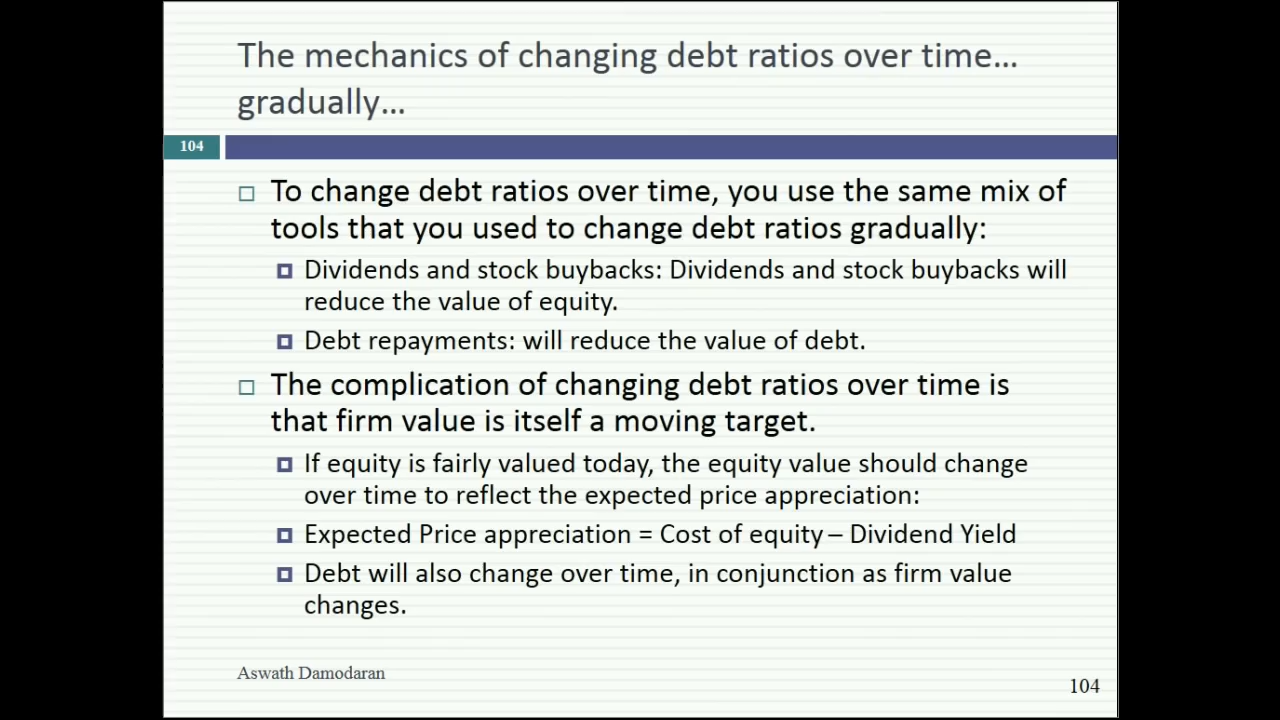 The mechanics of changing debt ratios over time…
gradually…
104
To change debt ratios over time, you use the same mix of
tools that you used to change debt ratios gradually:
Dividends and stock buybacks: Dividends and stock buybacks will
reduce the value of equity.
Debt repayments: will reduce the value of debt.
The complication of changing debt ratios over time is
that firm value is itself a moving target.
If equity is fairly valued today, the equity value should change
over time to reflect the expected price appreciation:
Expected Price appreciation = Cost of equity – Dividend Yield
Debt will also change over time, in conjunction as firm value
changes.
Aswath Damodaran
104